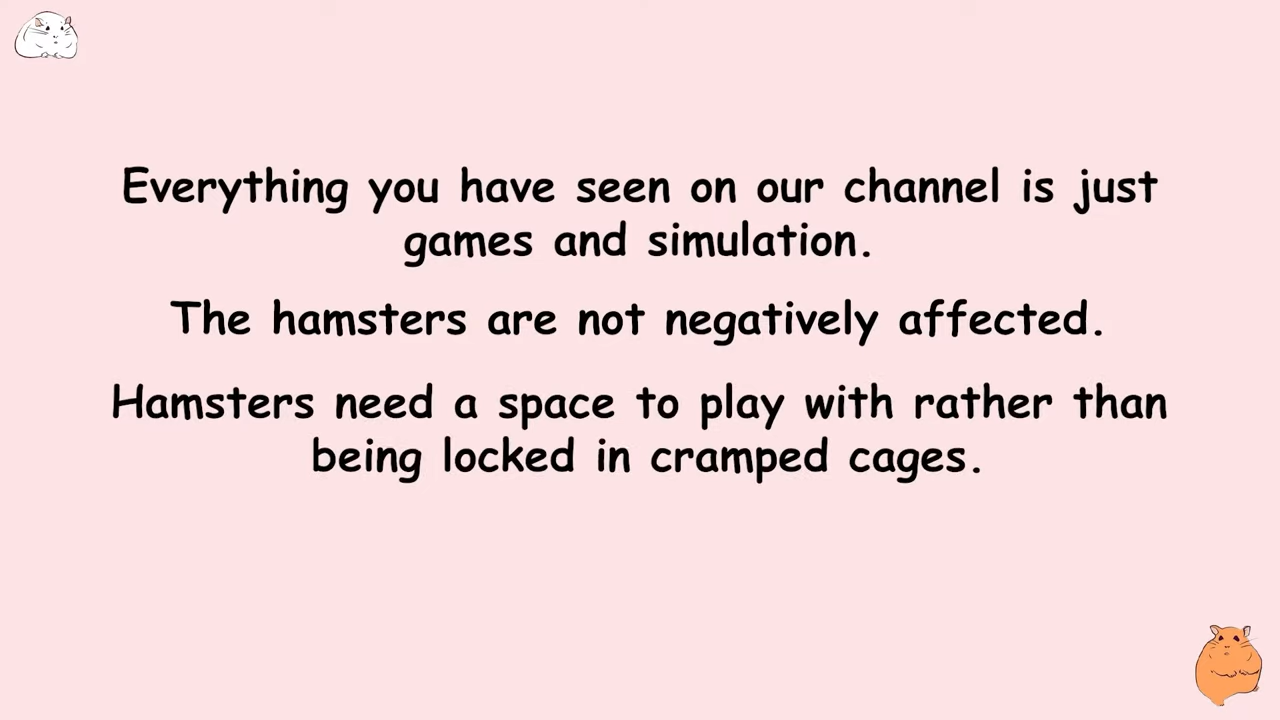 Everything you have seen on our channel is just
games and simulation.
The hamsters are not negatively affected.
Hamsters need a space to play with rather than
being locked in cramped cages.